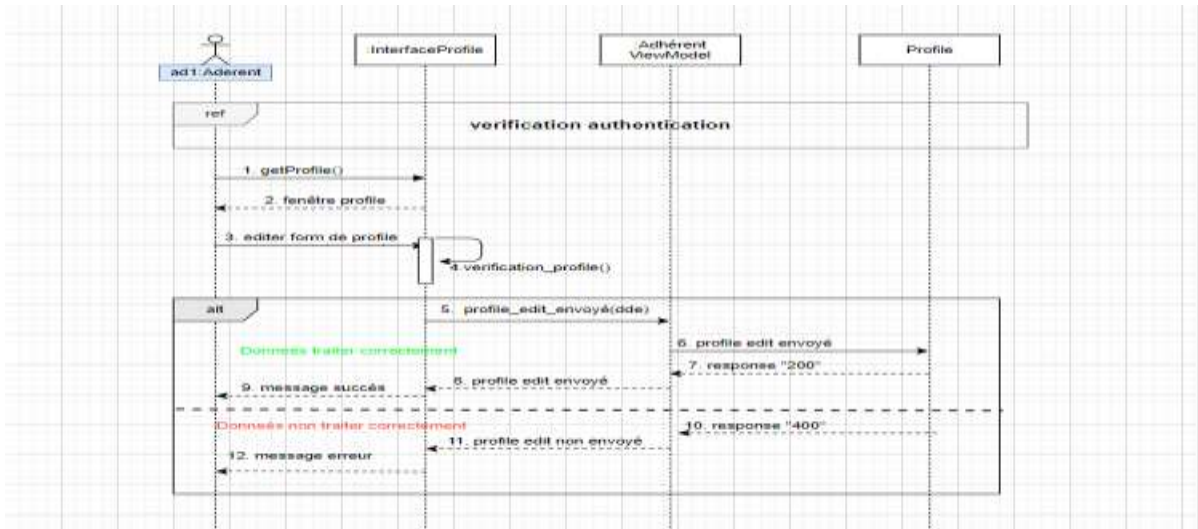 ad1:Aderent
:InterfaceProfile
Adhérent
ViewModel
Profile
ref
verification authentication
1. getProfile()
2. fenêtre profile
3. editer form de profile
4.verification_profile()
alt
5. profile_edit_envoyé(dde)
Donneés traiter correctement
6. profile edit envoyé
7. response "200"
8. profile edit envoyé
9. message succés
Donneés non traiter correctement
10. response "400"
11. profile edit non envoyé
12. message erreur